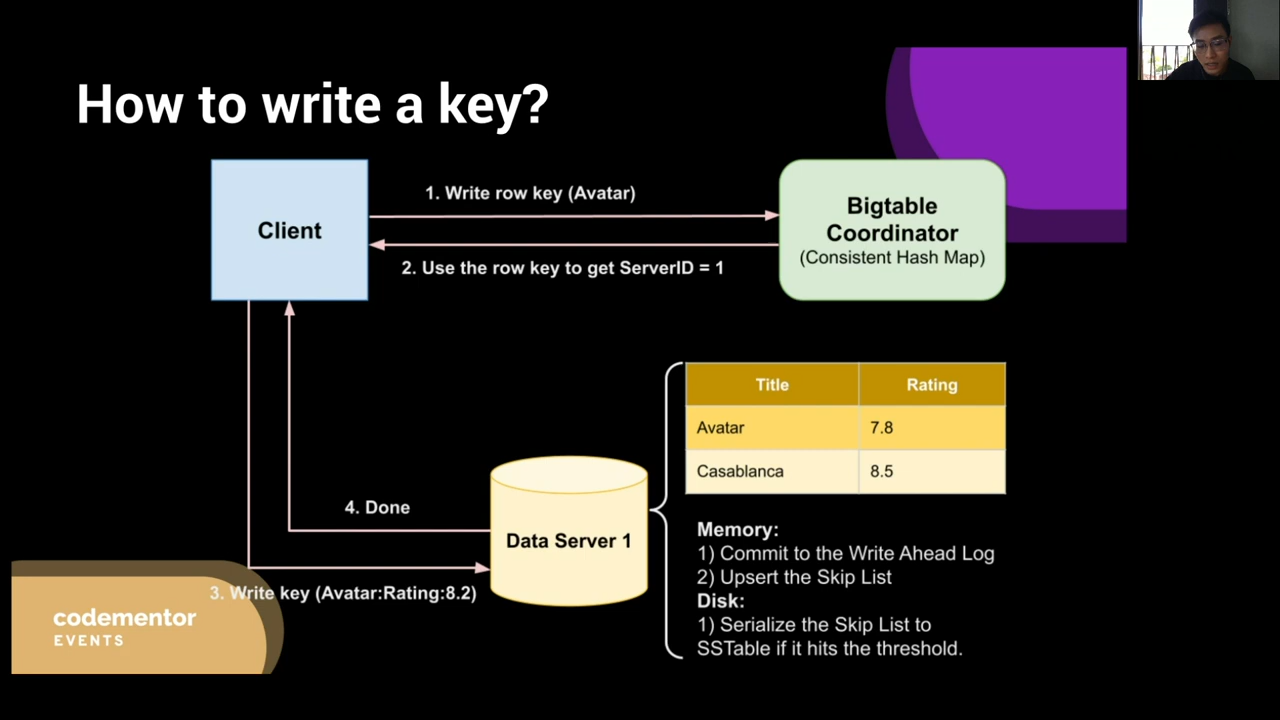 How to write a key?
Client
1. Write row key (Avatar)
2. Use the row key to get ServerID = 1
Bigtable
Coordinator
(Consistent Hash Map)
Title Rating
Avatar 7.8
Casablanca 8.5
4. Done
Data Server 1
3. Write key (Avatar:Rating:8.2)
Memory:
1) Commit to the Write Ahead Log
2) Upsert the Skip List
Disk:
1) Serialize the Skip List to
SSTable if it hits the threshold.
codementor
EVENTS